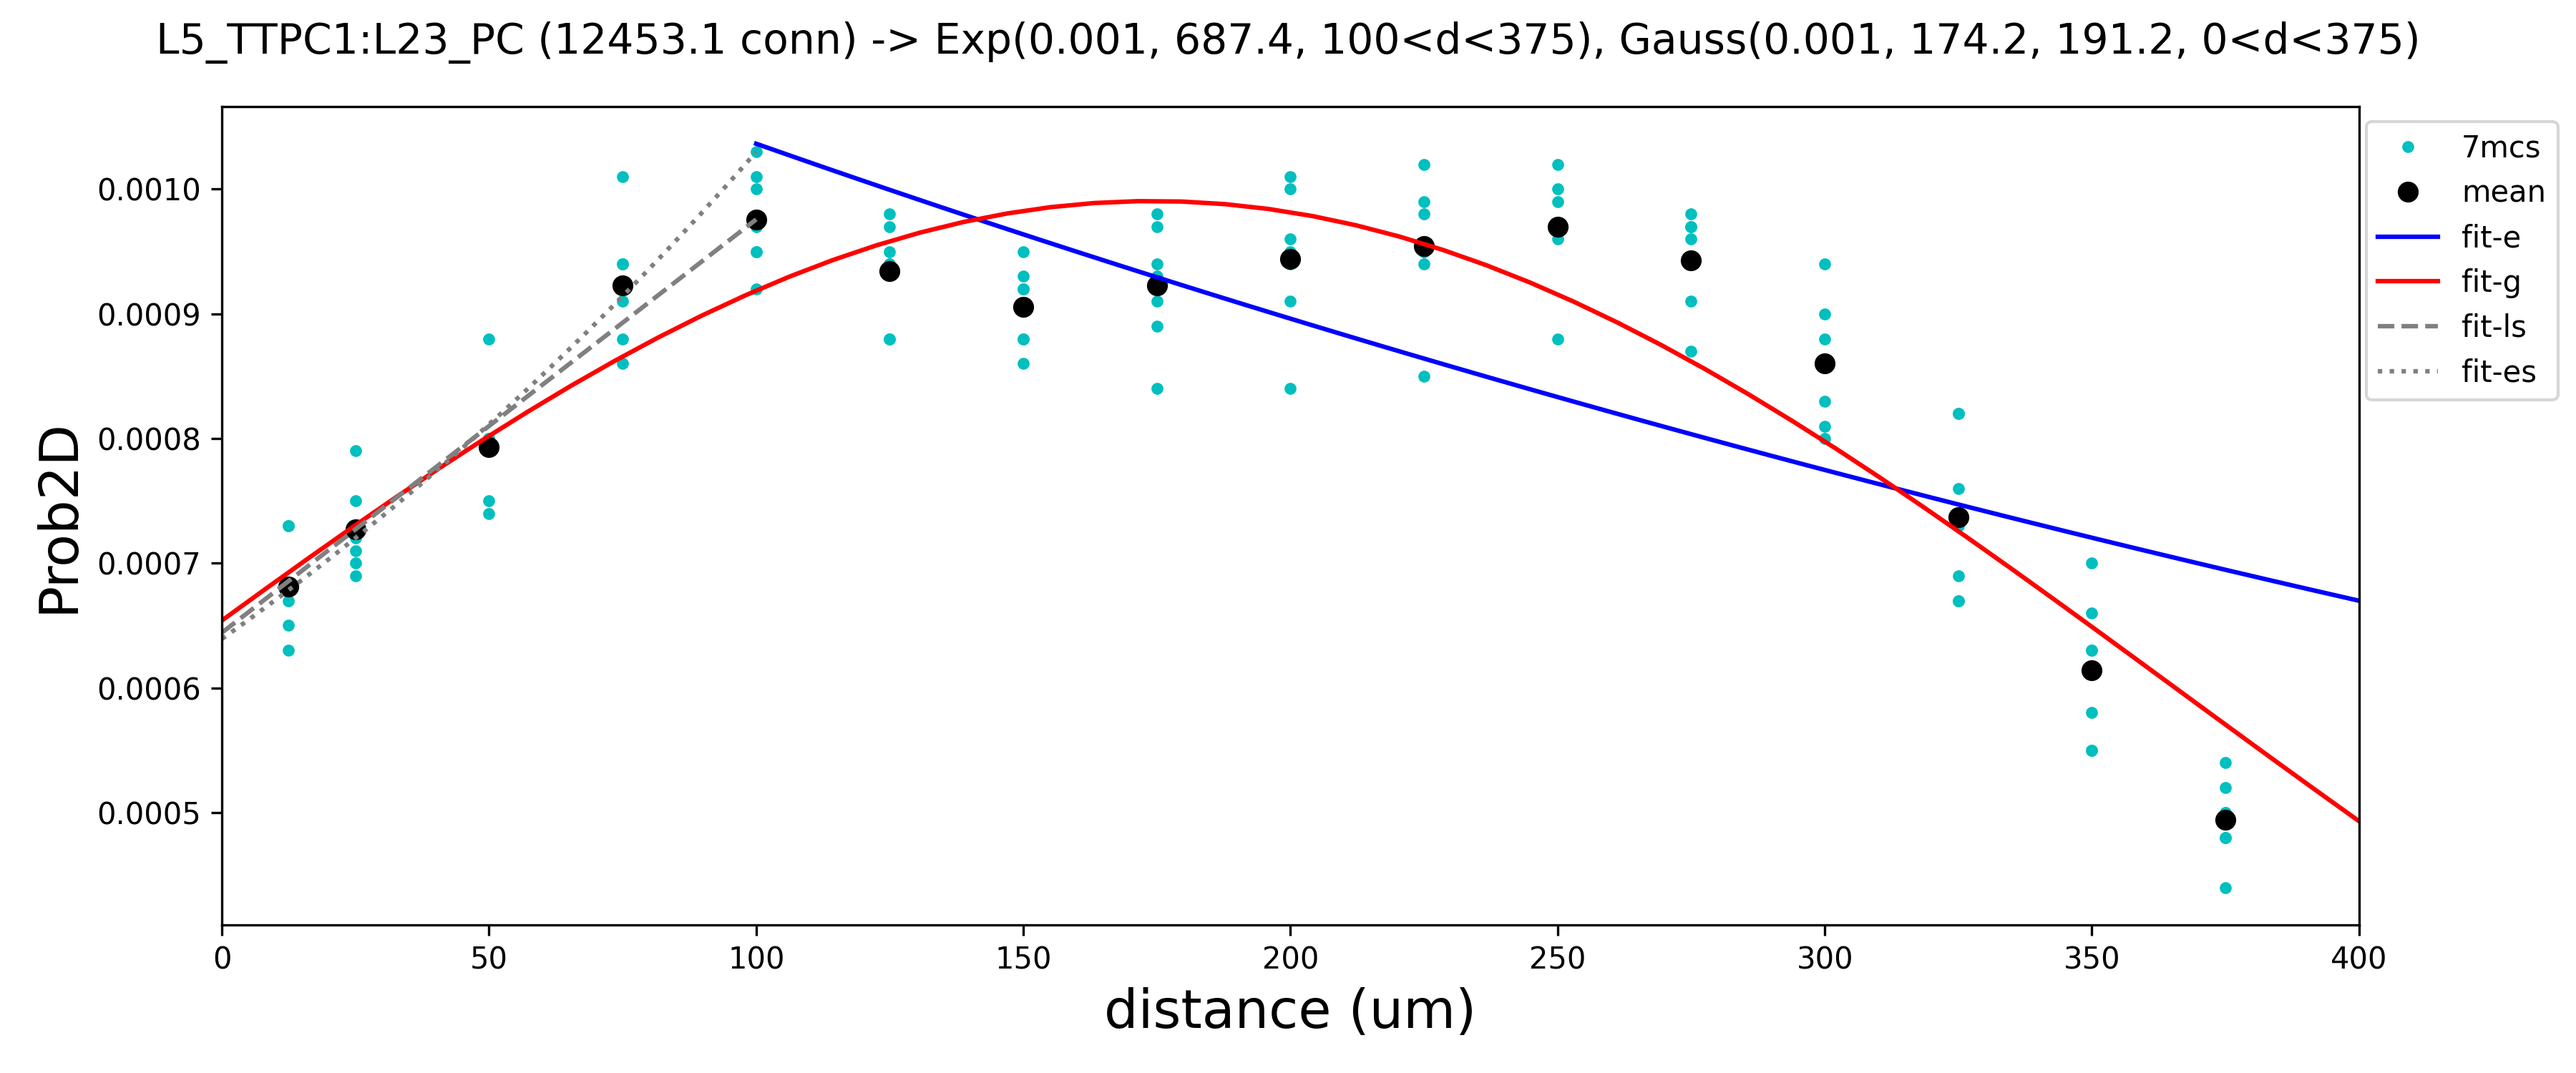 L5_TTPC1:L23_PC (12453.1 conn) -> Exp(0.001, 687.4, 100<d<375), Gauss(0.001, 174.2, 191.2, 0<d<375)
7mcs
mean
fit-e
fit-g
fit-ls
fit-es
Prob2D
0.0010
0.0009
0.0008
0.0007
0.0006
0.0005
0 50 100 150 200 250 300 350 400
distance (um)